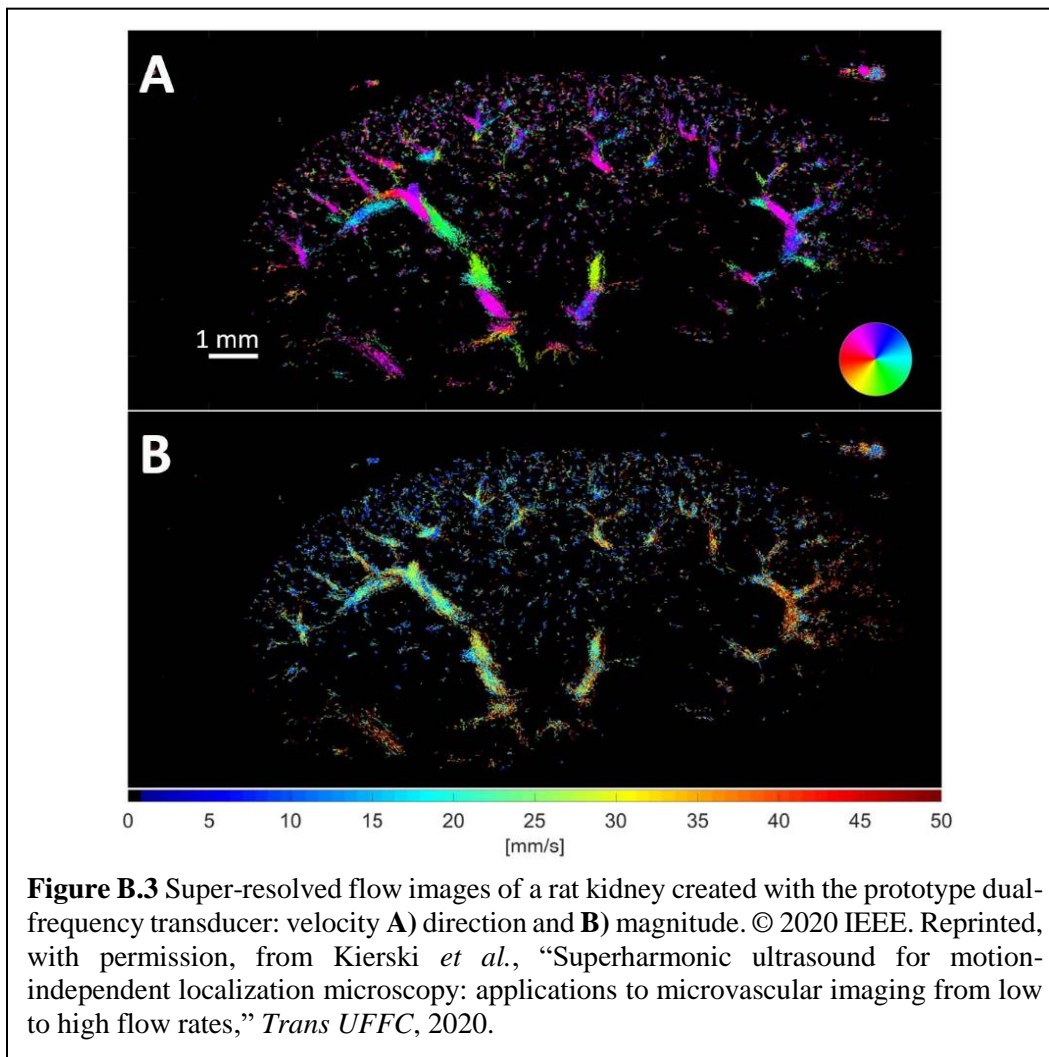 A
1 mm
B
0 5 10 15 20 25 30 35 40 45 50
[mm/s]
Figure B.3 Super-resolved flow images of a rat kidney created with the prototype dual-
frequency transducer: velocity A) direction and B) magnitude. © 2020 IEEE. Reprinted,
with permission, from Kierski et al., “Superharmonic ultrasound for motion-
independent localization microscopy: applications to microvascular imaging from low
to high flow rates,” Trans UFFC, 2020.